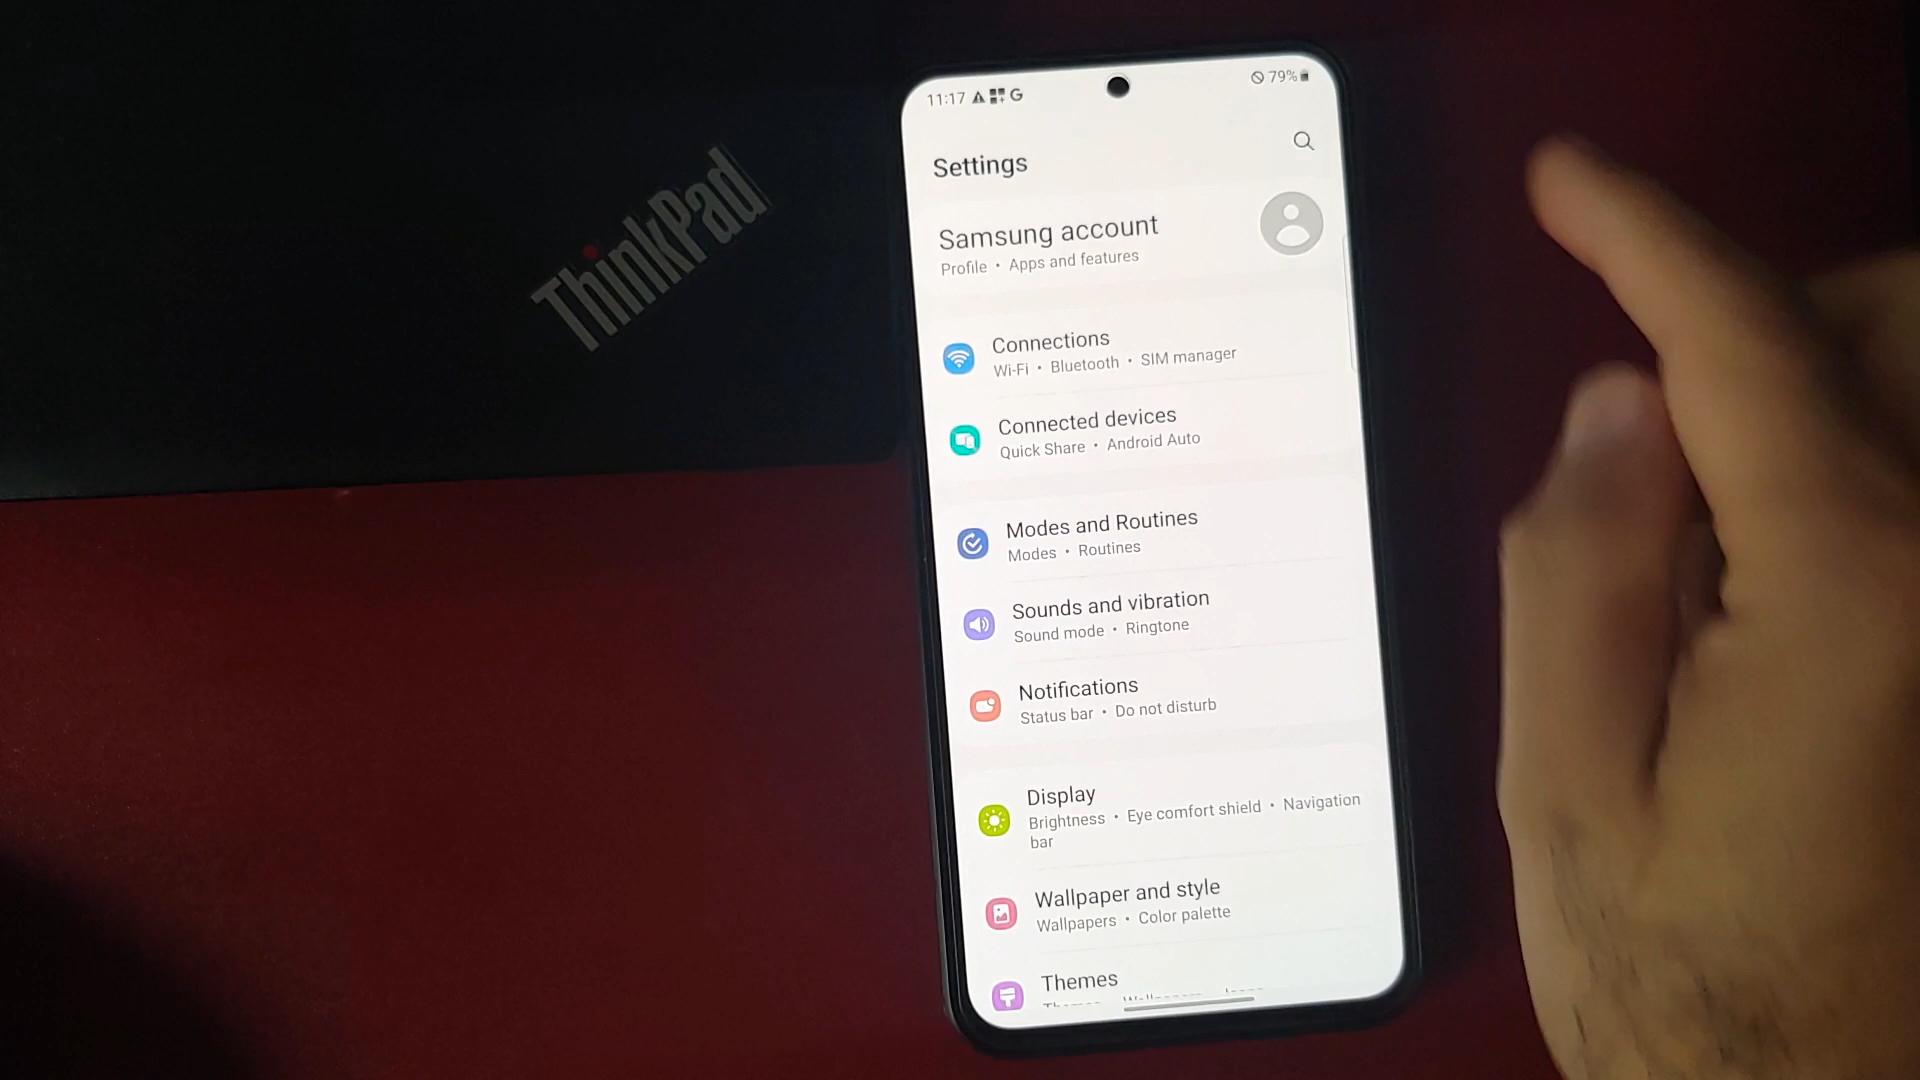 ThinkPad
11:17 G 79%
Settings
Samsung account
Profile • Apps and features
Connections
Wi-Fi • Bluetooth • SIM manager
Connected devices
Quick Share • Android Auto
Modes and Routines
Modes • Routines
Sounds and vibration
Sound mode • Ringtone
Notifications
Status bar • Do not disturb
Display
Brightness • Eye comfort shield • Navigation
bar
Wallpaper and style
Wallpapers • Color palette
Themes